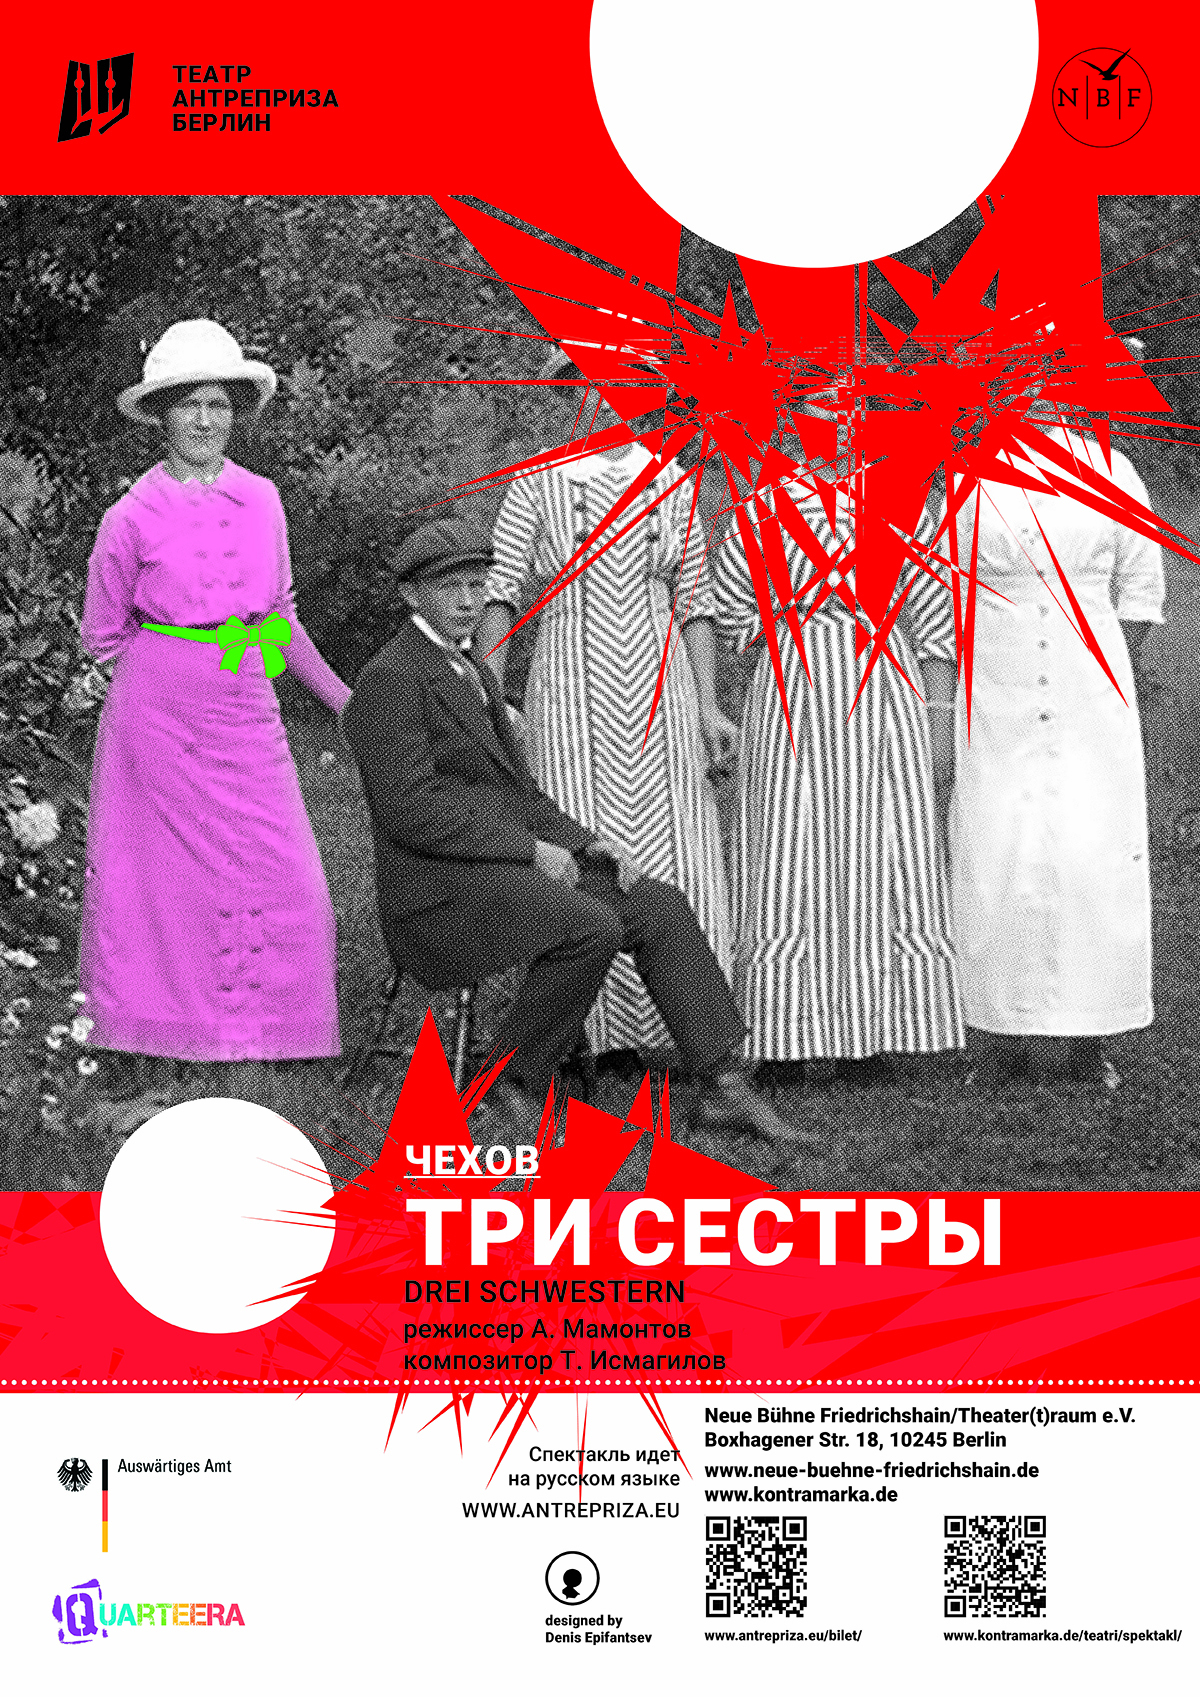 ТЕАТР
АНТРЕПРИЗА
БЕРЛИН
N B F
ЧЕХОВ
ТРИ СЕСТРЫ
DREI SCHWESTERN
режиссер А. Мамонтов
композитор Т. Исмагилов
Auswärtiges Amt
QUARTEERA
Спектакль идет
на русском языке
WWW.ANTREPRIZA.EU
designed by
Denis Epifantsev
Neue Bühne Friedrichshain/Theater(t)raum e.V.
Boxhagener Str. 18, 10245 Berlin
www.neue-buehne-friedrichshain.de
www.kontramarka.de
www.antrepriza.eu/bilet/
www.kontramarka.de/teatri/spektakl/